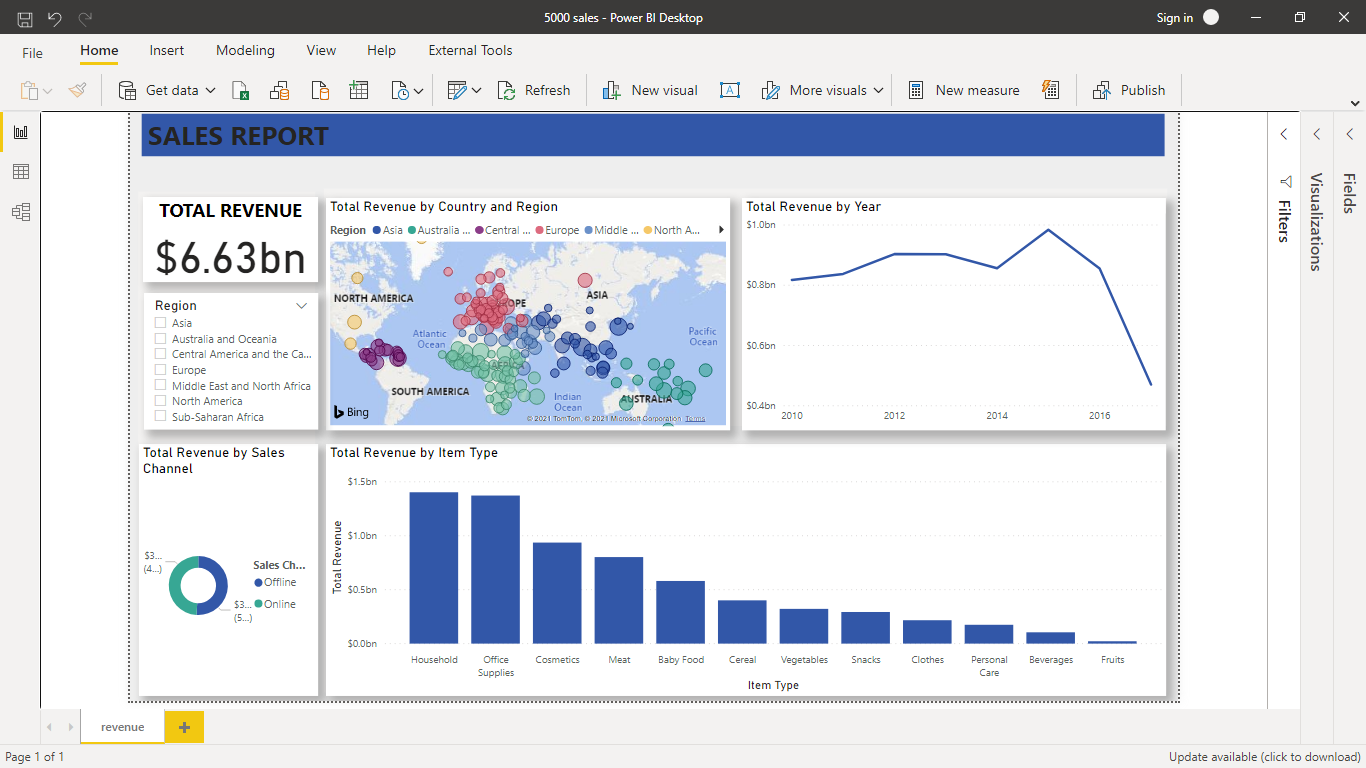 5000 sales - Power BI Desktop
Sign in
File
Home
Insert
Modeling
View
Help
External Tools
Get data
Refresh
New visual
More visuals
New measure
Publish
SALES REPORT
TOTAL REVENUE
$6.63bn
Region
Asia
Australia and Oceania
Central America and the Ca...
Europe
Middle East and North Africa
North America
Sub-Saharan Africa
Total Revenue by Country and Region
Region Asia Australia ... Central ... Europe Middle ... North A...
NORTH AMERICA
ASIA
Atlantic
Ocean
Pacific
Ocean
SOUTH AMERICA
Indian
Ocean
AUSTRALIA
Bing
© 2021 TomTom, © 2021 Microsoft Corporation Terms
Total Revenue by Year
$1.0bn
$0.8bn
$0.6bn
$0.4bn
2010 2012 2014 2016
Total Revenue by Sales
Channel
$3...
(4...)
$3...
(5...)
Sales Ch...
Offline
Online
Total Revenue by Item Type
Total Revenue
$1.5bn
$1.0bn
$0.5bn
$0.0bn
Household
Office
Supplies
Cosmetics
Meat
Baby Food
Cereal
Vegetables
Snacks
Clothes
Personal
Care
Beverages
Fruits
Item Type
Filters
Visualizations
Fields
revenue
Page 1 of 1
Update available (click to download)